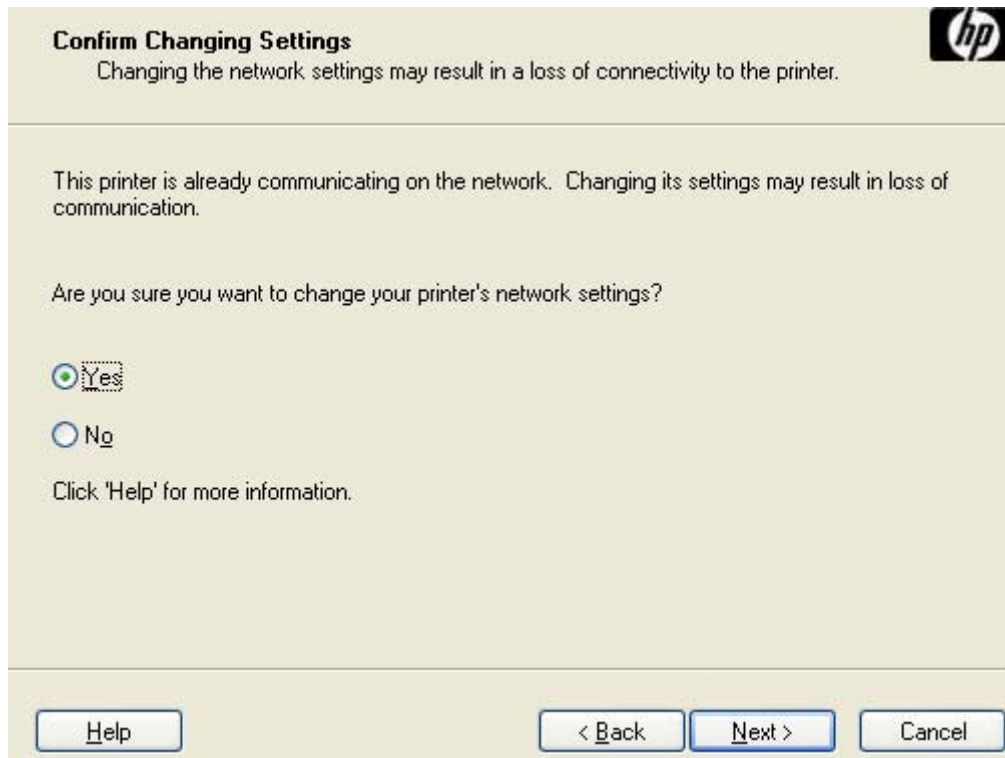 Confirm Changing Settings
hp
Changing the network settings may result in a loss of connectivity to the printer.
This printer is already communicating on the network.  Changing its settings may result in loss of
communication.
Are you sure you want to change your printer's network settings?
Yes
No
Click 'Help' for more information.
Help
< Back
Next >
Cancel